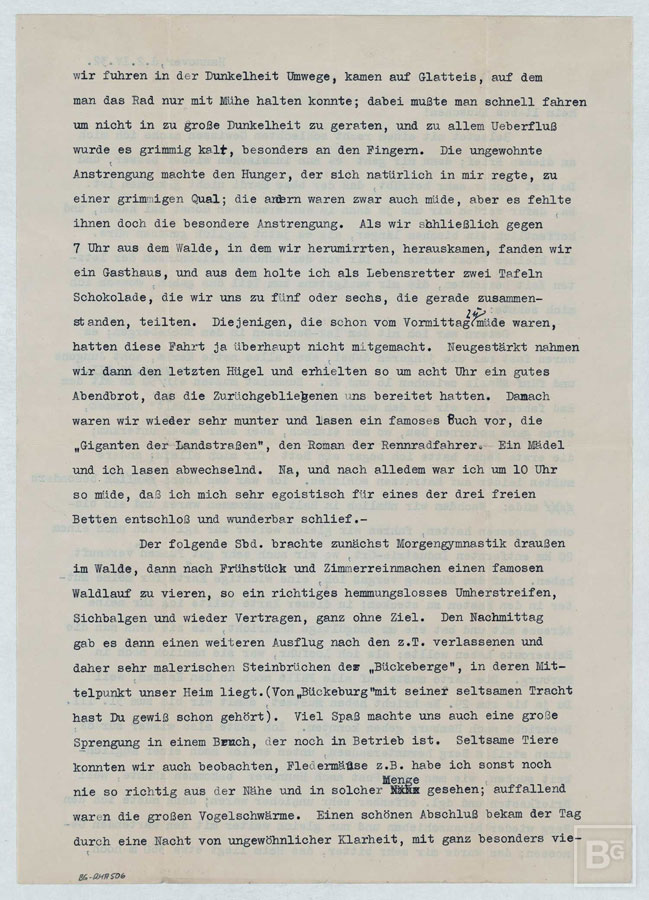 wir fuhren in der Dunkelheit Umwege, kamen auf Glatteis, auf dem
man das Rad nur mit Mühe halten konnte; dabei mußte man schnell fahren
um nicht in zu große Dunkelheit zu geraten, und zu allem Ueberfluß
wurde es grimmig kalt, besonders an den Fingern. Die ungewohnte
Anstrengung machte den Hunger, der sich natürlich in mir regte, zu
einer grimmigen Qual; die andern waren zwar auch müde, aber es fehlte
ihnen doch die besondere Anstrengung. Als wir schließlich gegen
7 Uhr aus dem Walde, in dem wir herumirrten, herauskamen, fanden wir
ein Gasthaus, und aus dem holte ich als Lebensretter zwei Tafeln
Schokolade, die wir uns zu fünf oder sechs, die gerade zusammen-
standen, teilten. Diejenigen, die schon vom Vormittag zu müde waren,
hatten diese Fahrt ja überhaupt nicht mitgemacht. Neugestärkt nahmen
wir dann den letzten Hügel und erhielten so um acht Uhr ein gutes
Abendbrot, das die Zurückgebliebenen uns bereitet hatten. Danach
waren wir wieder sehr munter und lasen ein famoses Buch vor, die
„Giganten der Landstraßen", den Roman der Rennradfahrer. Ein Mädel
und ich lasen abwechselnd. Na, und nach alledem war ich um 10 Uhr
so müde, daß ich mich sehr egoistisch für eines der drei freien
Betten entschloß und wunderbar schlief.-
Der folgende Sbd. brachte zunächst Morgengymnastik draußen
im Walde, dann nach Frühstück und Zimmerreinmachen einen famosen
Waldlauf zu vieren, so ein richtiges hemmungslosses Umherstreifen,
Sichbalgen und wieder Vertragen, ganz ohne Ziel. Den Nachmittag
gab es dann einen weiteren Ausflug nach den z.T. verlassenen und
daher sehr malerischen Steinbrüchen der „Bückeberge", in deren Mit-
telpunkt unser Heim liegt.(Von„Bückeburg"mit seiner seltsamen Tracht
hast Du gewiß schon gehört). Viel Spaß machte uns auch eine große
Sprengung in einem Bruch, der noch in Betrieb ist. Seltsame Tiere
konnten wir auch beobachten, Fledermäuse z.B. habe ich sonst noch
nie so richtig aus der Nähe und in solcher Menge gesehen; auffallend
waren die großen Vogelschwärme. Einen schönen Abschluß bekam der Tag
durch eine Nacht von ungewöhnlicher Klarheit, mit ganz besonders vie-
BG-RHR506
BG